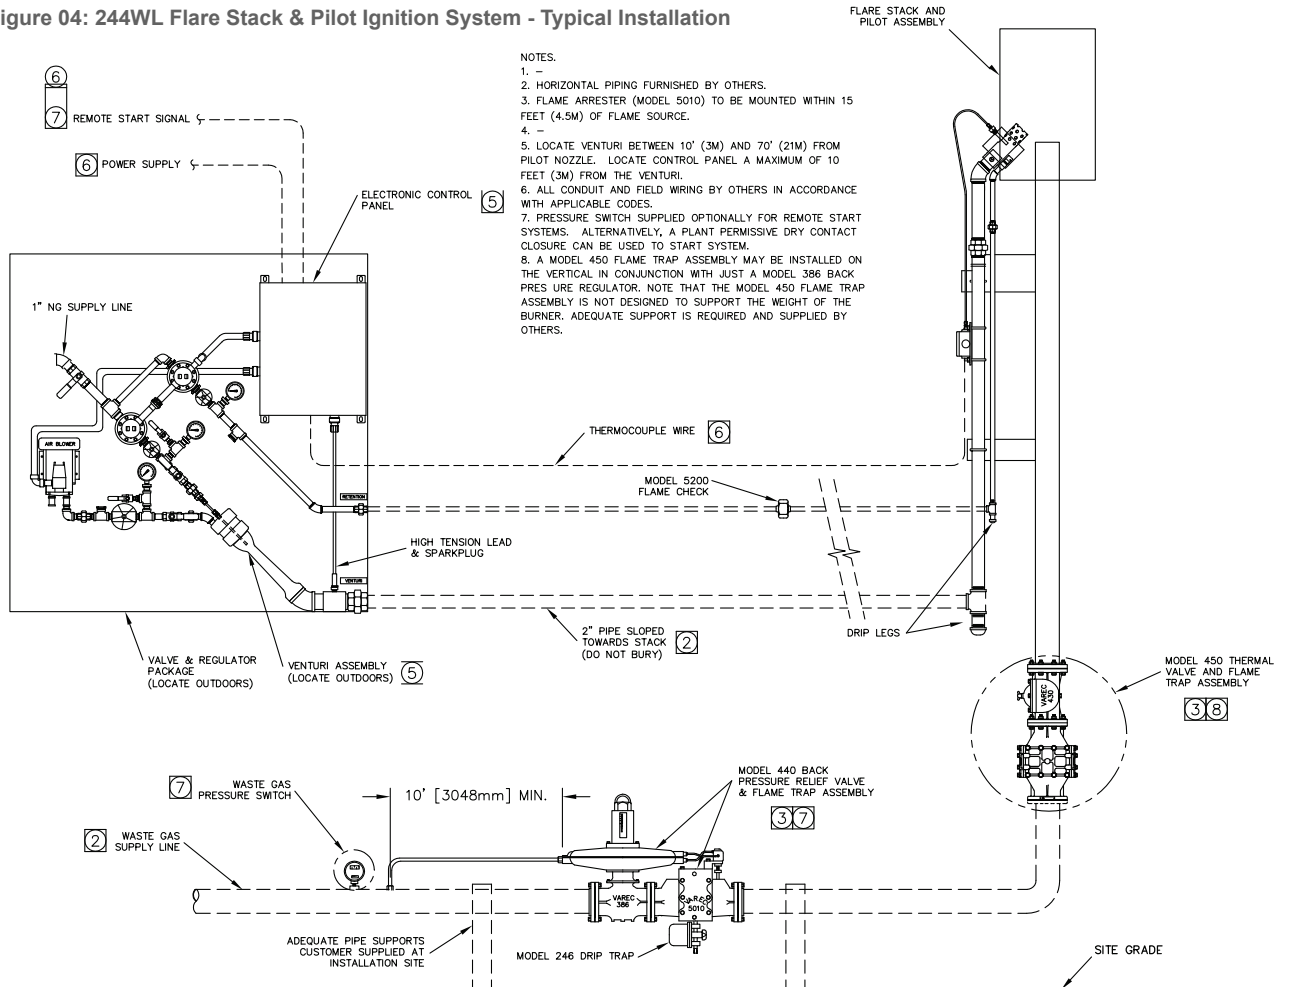 igure 04: 244WL Flare Stack & Pilot Ignition System - Typical Installation
FLARE STACK AND
PILOT ASSEMBLY
NOTES.
1. –
2. HORIZONTAL PIPING FURNISHED BY OTHERS.
3. FLAME ARRESTER (MODEL 5010) TO BE MOUNTED WITHIN 15
FEET (4.5M) OF FLAME SOURCE.
4. –
5. LOCATE VENTURI BETWEEN 10' (3M) AND 70' (21M) FROM
PILOT NOZZLE. LOCATE CONTROL PANEL A MAXIMUM OF 10
FEET (3M) FROM THE VENTURI.
6. ALL CONDUIT AND FIELD WIRING BY OTHERS IN ACCORDANCE
WITH APPLICABLE CODES.
7. PRESSURE SWITCH SUPPLIED OPTIONALLY FOR REMOTE START
SYSTEMS. ALTERNATIVELY, A PLANT PERMISSIVE DRY CONTACT
CLOSURE CAN BE USED TO START SYSTEM.
8. A MODEL 450 FLAME TRAP ASSEMBLY MAY BE INSTALLED ON
THE VERTICAL IN CONJUNCTION WITH JUST A MODEL 386 BACK
PRES URE REGULATOR. NOTE THAT THE MODEL 450 FLAME TRAP
ASSEMBLY IS NOT DESIGNED TO SUPPORT THE WEIGHT OF THE
BURNER. ADEQUATE SUPPORT IS REQUIRED AND SUPPLIED BY
OTHERS.
6
7 REMOTE START SIGNAL
6 POWER SUPPLY
ELECTRONIC CONTROL
PANEL
5
1" NG SUPPLY LINE
AIR BLOWER
THERMOCOUPLE WIRE 6
MODEL 5200
FLAME CHECK
RETENTION
HIGH TENSION LEAD
& SPARKPLUG
VENTURI
2" PIPE SLOPED
TOWARDS STACK
(DO NOT BURY)
2
DRIP LEGS
VALVE & REGULATOR
PACKAGE
(LOCATE OUTDOORS)
VENTURI ASSEMBLY
(LOCATE OUTDOORS)
5
MODEL 450 THERMAL
VALVE AND FLAME
TRAP ASSEMBLY
3 8
VAREC
430
7
WASTE GAS
PRESSURE SWITCH
10' [3048mm] MIN.
MODEL 440 BACK
PRESSURE RELIEF VALVE
& FLAME TRAP ASSEMBLY
3 7
2
WASTE GAS
SUPPLY LINE
VAREC
386
VAREC
5010
ADEQUATE PIPE SUPPORTS
CUSTOMER SUPPLIED AT
INSTALLATION SITE
MODEL 246 DRIP TRAP
SITE GRADE